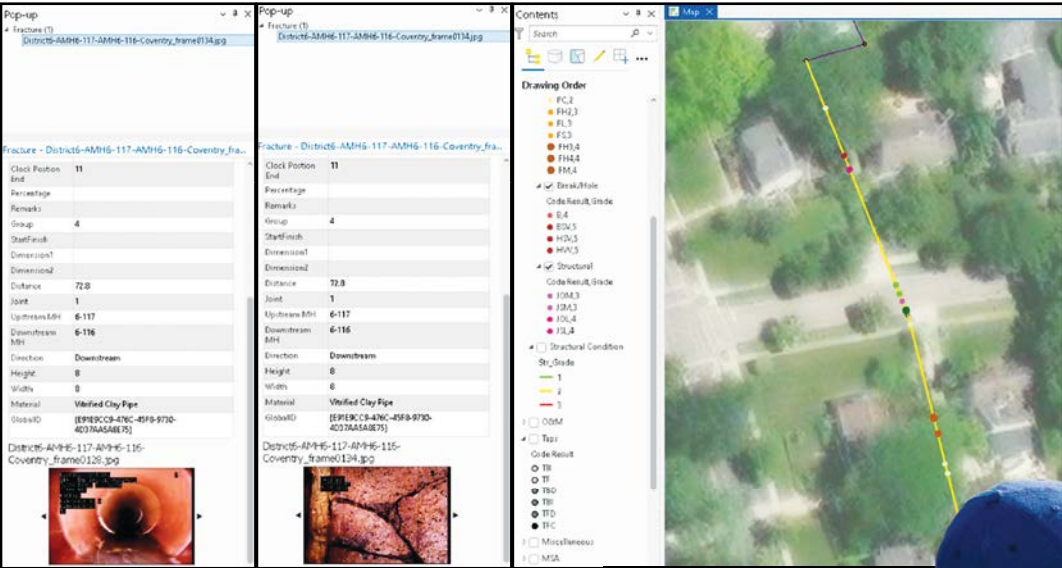 Pop-up
Fracture (1)
District6-AMH6-117-AMH6-116-Coventry_frame0134.jpg
Fracture - District6-AMH6-117-AMH6-116-Coventry_fra...
Clock Position End 11
Percentage
Remarks
Group 4
StartFinish
Dimension1
Dimension2
Distance 72.8
Joint 1
Upstream MH 6-117
Downstream MH 6-116
Direction Downstream
Height 8
Width 8
Material Vitrified Clay Pipe
GlobalID {E91E9CC9-476C-45F8-9730-
4D37AA5A8E75}
District6-AMH6-117-AMH6-116-
Coventry_frame0128.jpg
Pop-up
Fracture (1)
District6-AMH6-117-AMH6-116-Coventry_frame0134.jpg
Fracture - District6-AMH6-117-AMH6-116-Coventry_fra...
Clock Position End 11
Percentage
Remarks
Group 4
StartFinish
Dimension1
Dimension2
Distance 72.8
Joint 1
Upstream MH 6-117
Downstream MH 6-116
Direction Downstream
Height 8
Width 8
Material Vitrified Clay Pipe
GlobalID {E91E9CC9-476C-45F8-9730-
4D37AA5A8E75}
District6-AMH6-117-AMH6-116-
Coventry_frame0134.jpg
Contents
Search
Drawing Order
FC,2
FH2,3
FL,3
FS,3
FH3,4
FH4,4
FM,4
Break/Hole
Code Result,Grade
B,4
BSV,5
HSV,5
HVV,5
Structural
Code Result,Grade
JOM,3
JSM,3
JOL,4
JSL,4
Structural Condition
Str_Grade
1
2
3
O&M
Taps
Code Result
TB
TF
TBD
TBI
TFD
TFC
Miscellaneous
MSA
Map